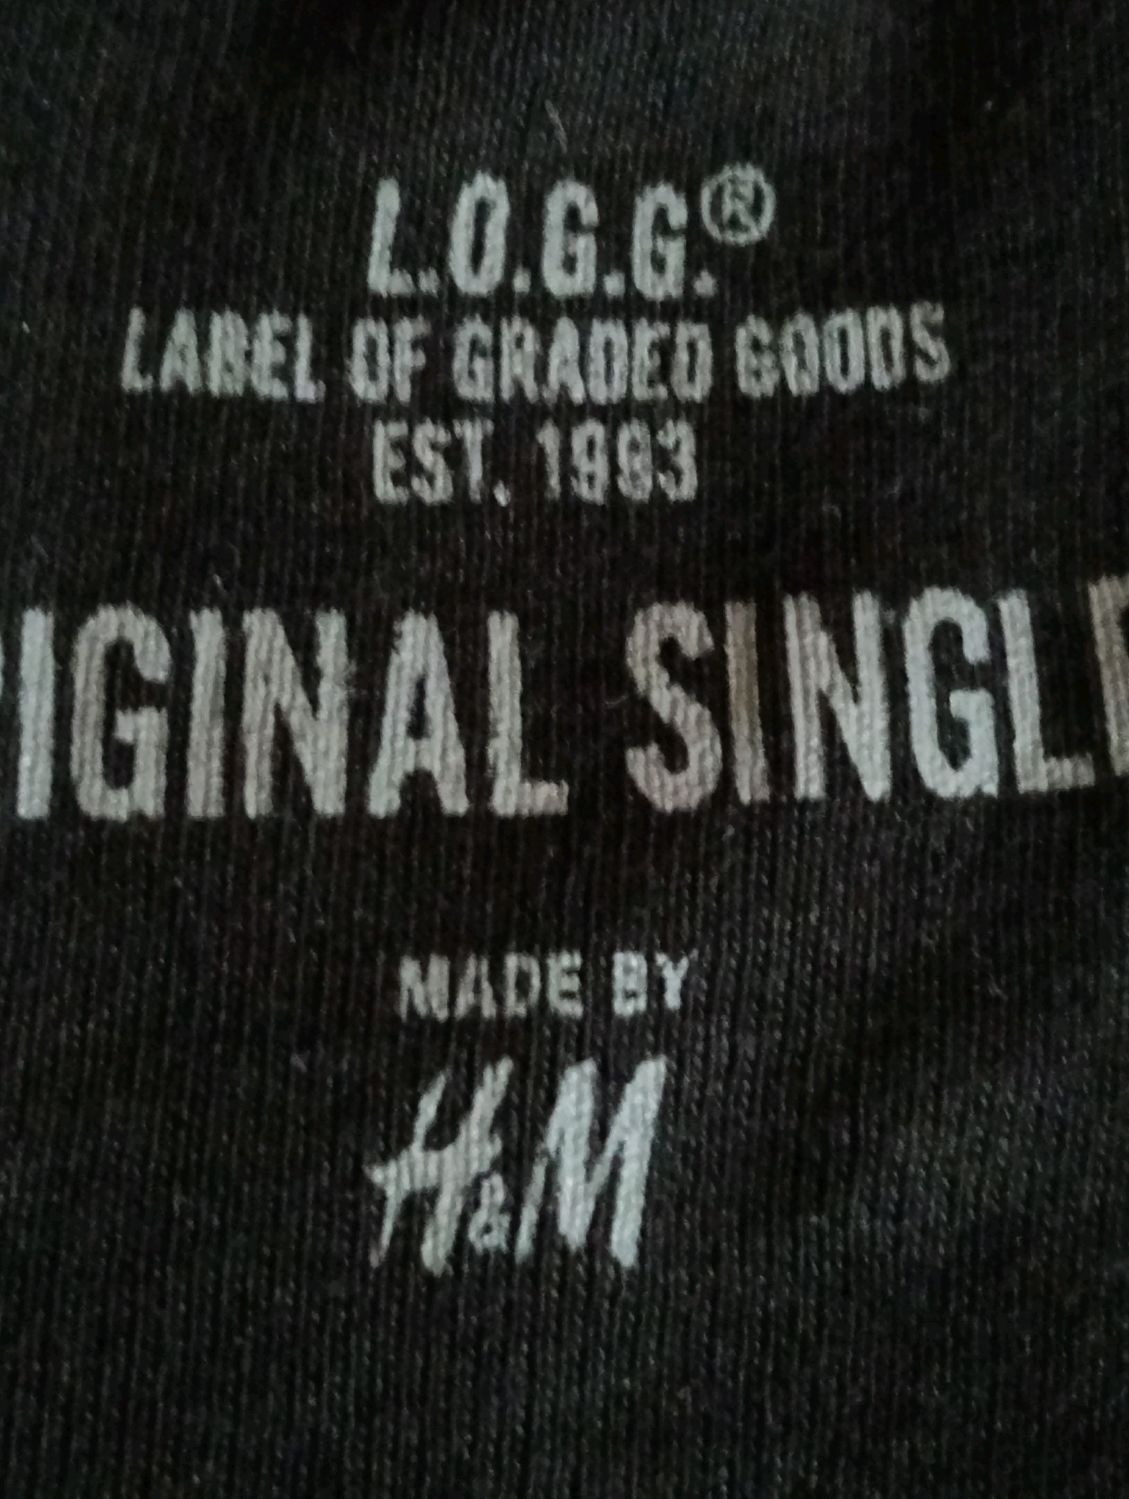 L.O.G.G.®
LABEL OF GRADED GOODS
EST. 1993
IGINAL SINGL
MADE BY
H&M